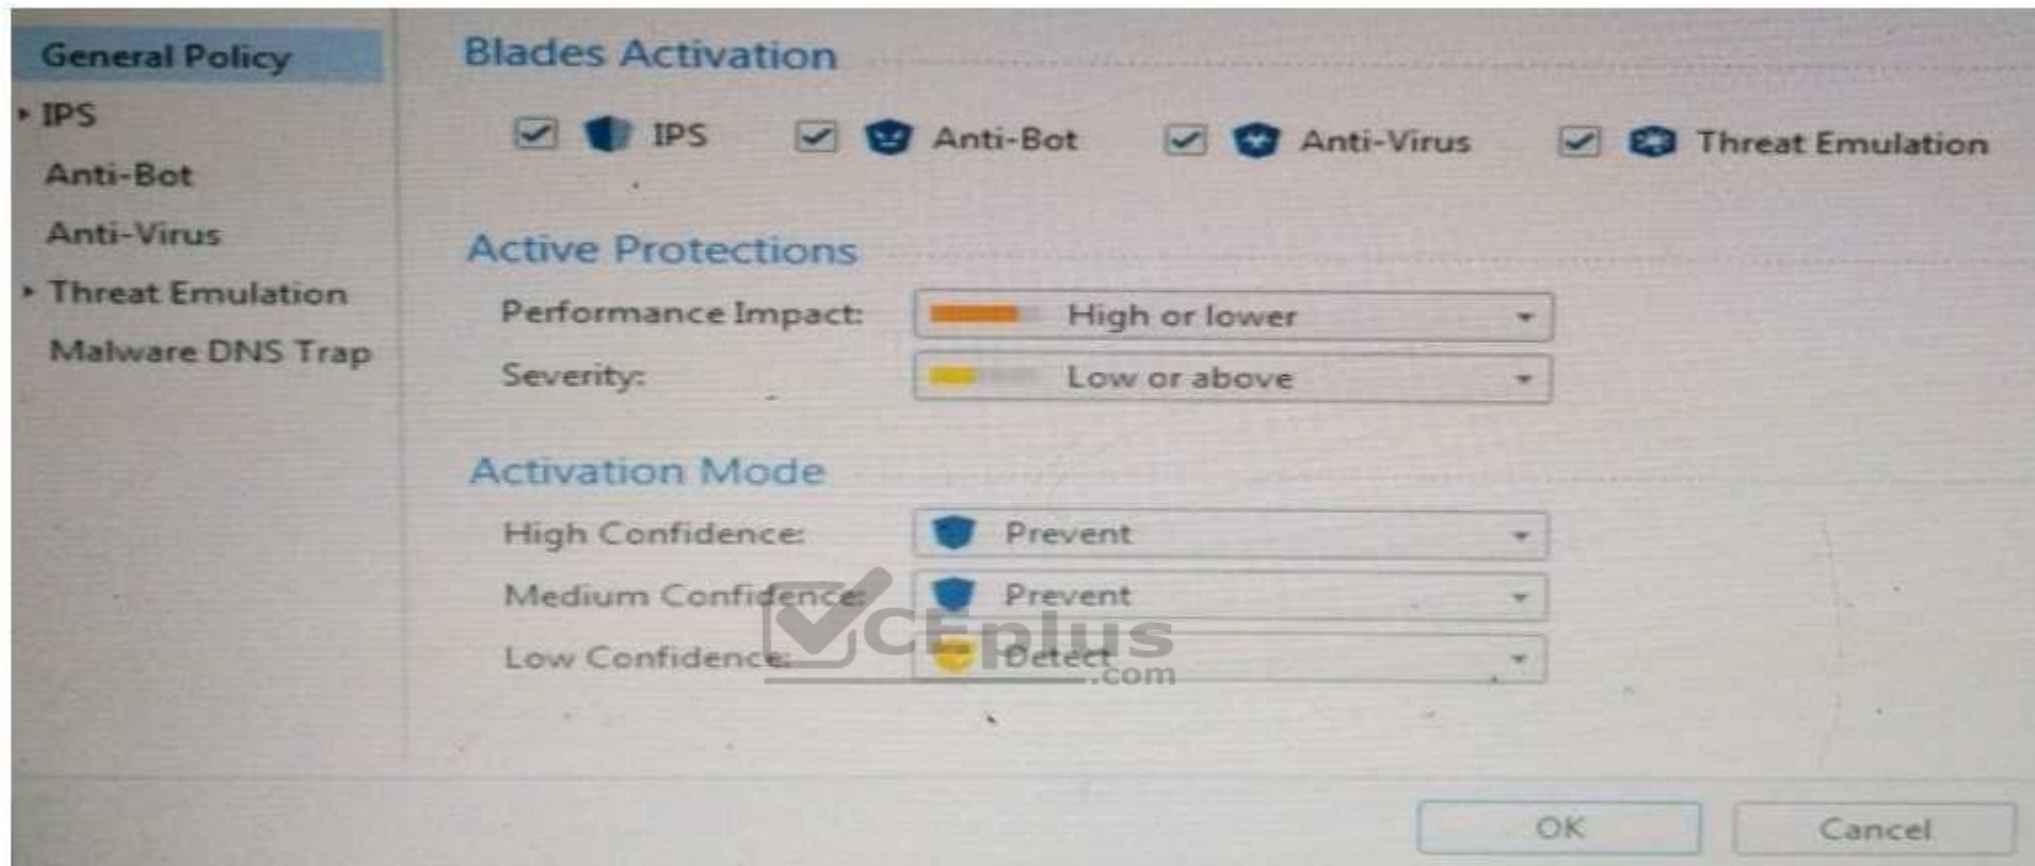 General Policy
IPS
Anti-Bot
Anti-Virus
Threat Emulation
Malware DNS Trap
Blades Activation
IPS Anti-Bot Anti-Virus Threat Emulation
Active Protections
Performance Impact: High or lower
Severity: Low or above
Activation Mode
High Confidence: Prevent
Medium Confidence: Prevent
Low Confidence: Detect
VCEplus
.com
OK Cancel